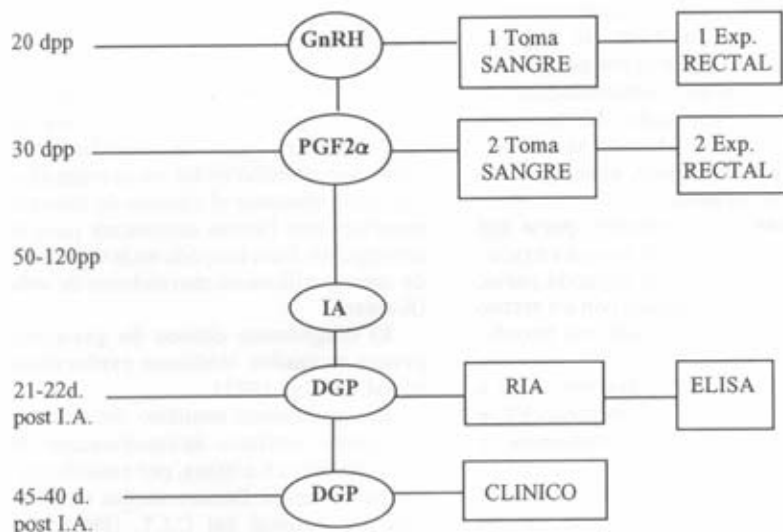 20 dpp
GnRH
1 Toma
SANGRE
1 Exp.
RECTAL
30 dpp
PGF2α
2 Toma
SANGRE
2 Exp.
RECTAL
50-120pp
IA
21-22d.
post I.A.
DGP
RIA
ELISA
45-40 d.
post I.A.
DGP
CLINICO